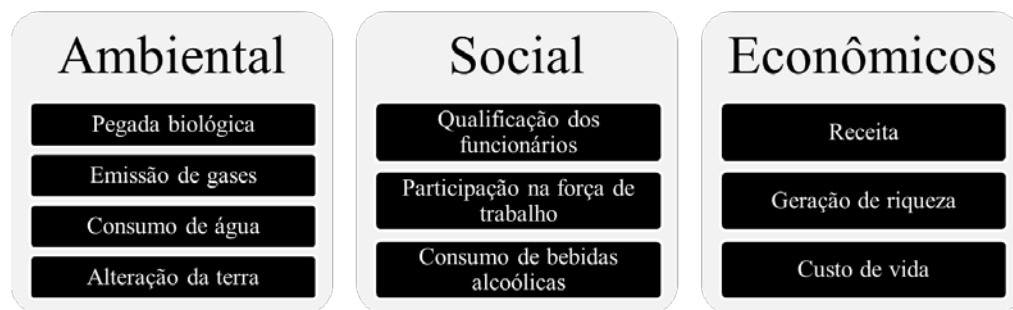 Ambiental
Pegada biológica
Emissão de gases
Consumo de água
Alteração da terra
Social
Qualificação dos
funcionários
Participação na força de
trabalho
Consumo de bebidas
alcoólicas
Econômicos
Receita
Geração de riqueza
Custo de vida